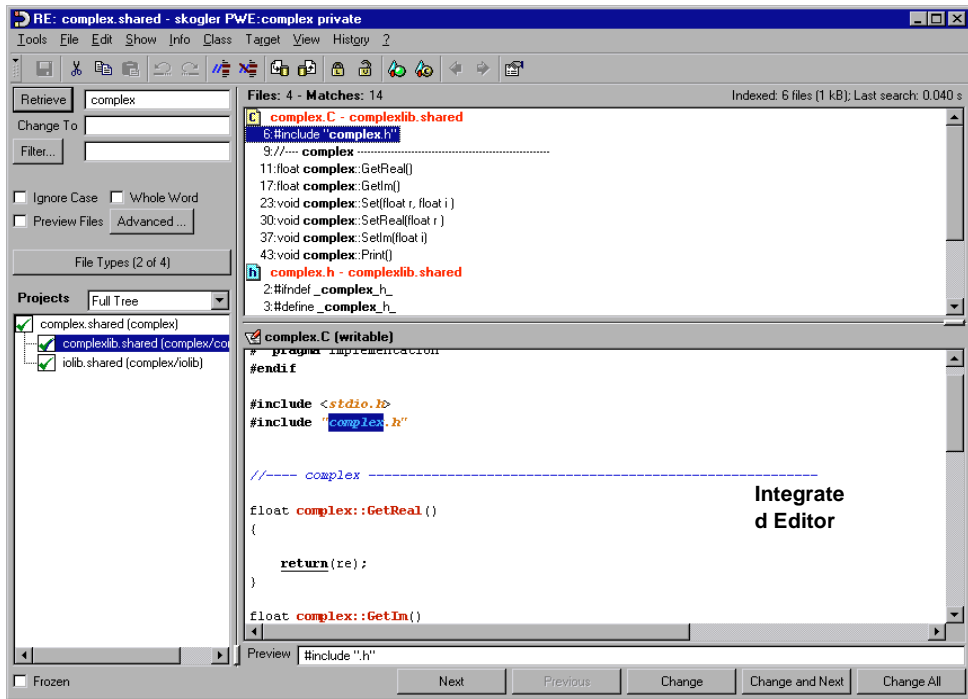 RE: complex.shared - skogler PWE:complex private
Tools File Edit Show Info Class Target View History ?
Retrieve complex
Change To
Filter...
Ignore Case Whole Word
Preview Files Advanced ...
File Types (2 of 4)
Projects Full Tree
complex.shared (complex)
complexlib.shared (complex/co
iolib.shared (complex/iolib)
Files: 4 - Matches: 14 Indexed: 6 files (1 kB); Last search: 0.040 s
C complex.C - complexlib.shared
6:#include "complex.h"
9://---- complex ------------------------------------------------------
11:float complex::GetReal()
17:float complex::GetIm()
23:void complex::Set(float r, float i )
30:void complex::SetReal(float r )
37:void complex::SetIm(float i)
43:void complex::Print()
h complex.h - complexlib.shared
2:#ifndef _complex_h_
3:#define _complex_h_
complex.C (writable)
# pragma implementation
#endif
#include <stdio.h>
#include "complex.h"
//---- complex ---------------------------------------------------------
float complex::GetReal()
{
return(re);
}
float complex::GetIm()
Integrate
d Editor
Preview #include ".h"
Frozen Next Previous Change Change and Next Change All